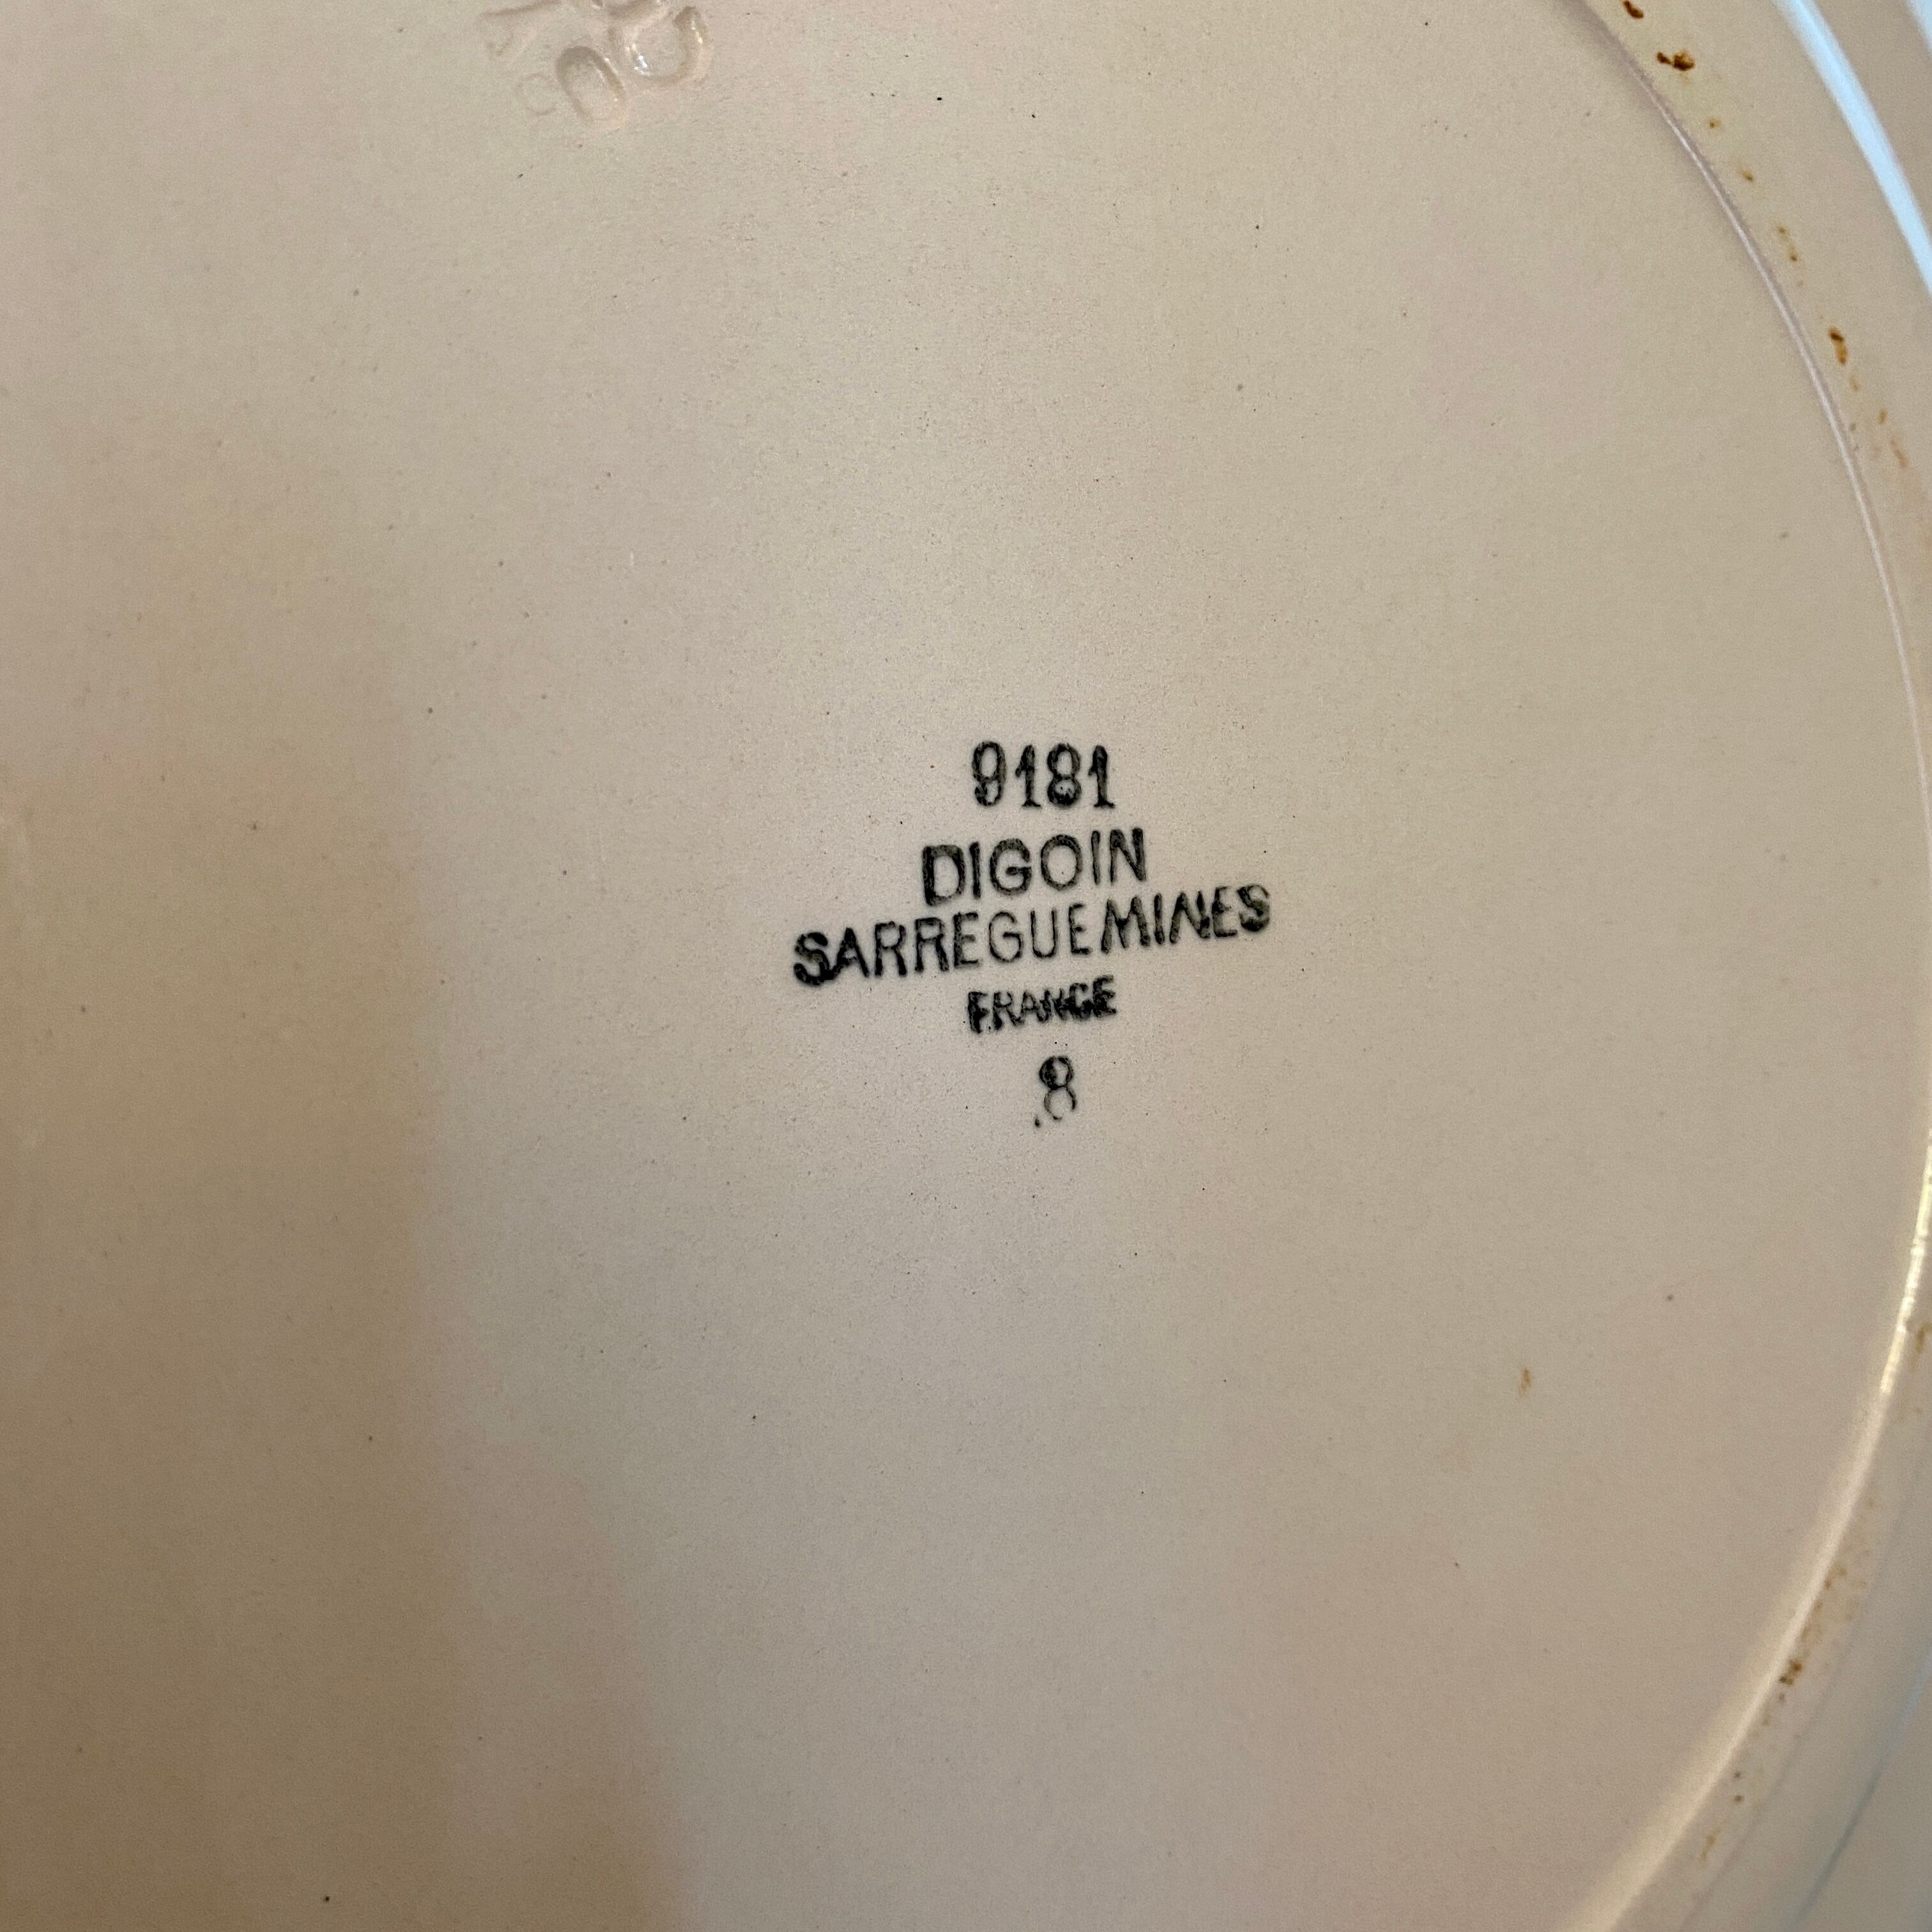 9181
DIGOIN
SARREGUEMINES
FRANCE
8